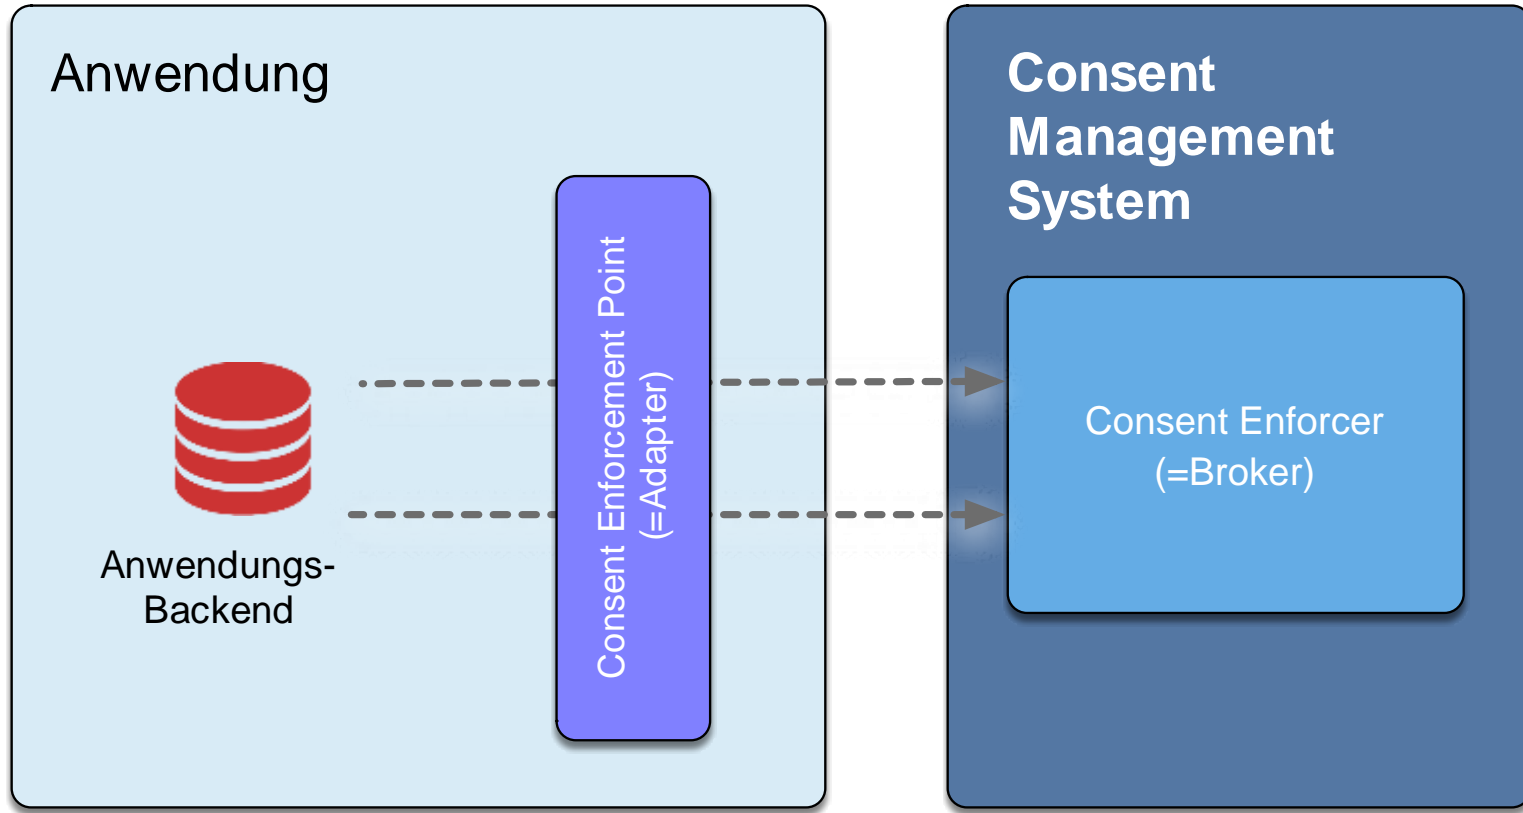 Anwendung
Consent
Management
System
Consent Enforcement Point
(=Adapter)
Consent Enforcer
(=Broker)
Anwendungs-
Backend